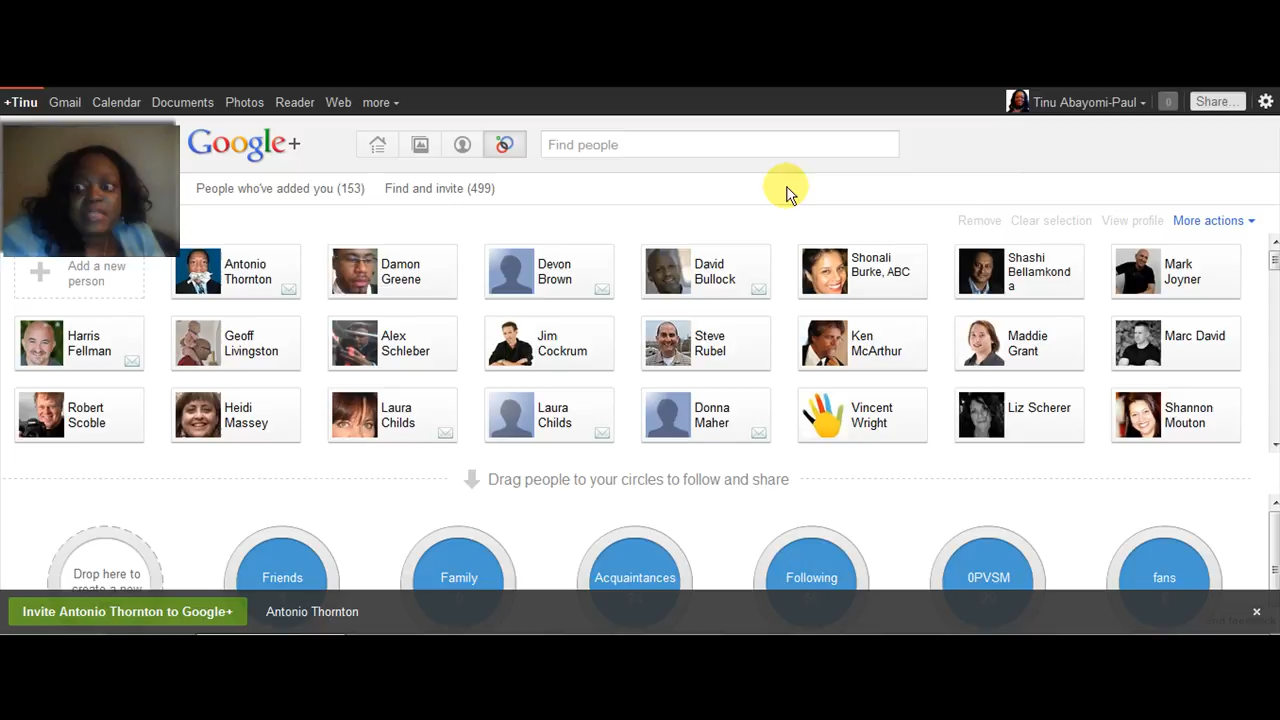 +Tinu Gmail Calendar Documents Photos Reader Web more Tinu Abayomi-Paul 0 Share...
Google+ Find people
People who've added you (153) Find and invite (499)
Remove Clear selection View profile More actions
Add a new person
Antonio Thornton
Damon Greene
Devon Brown
David Bullock
Shonali Burke, ABC
Shashi Bellamkond a
Mark Joyner
Harris Fellman
Geoff Livingston
Alex Schleber
Jim Cockrum
Steve Rubel
Ken McArthur
Maddie Grant
Marc David
Robert Scoble
Heidi Massey
Laura Childs
Laura Childs
Donna Maher
Vincent Wright
Liz Scherer
Shannon Mouton
Drag people to your circles to follow and share
Drop here to create a new
Friends
Family
Acquaintances
Following
0PVSM
fans
Invite Antonio Thornton to Google+ Antonio Thornton